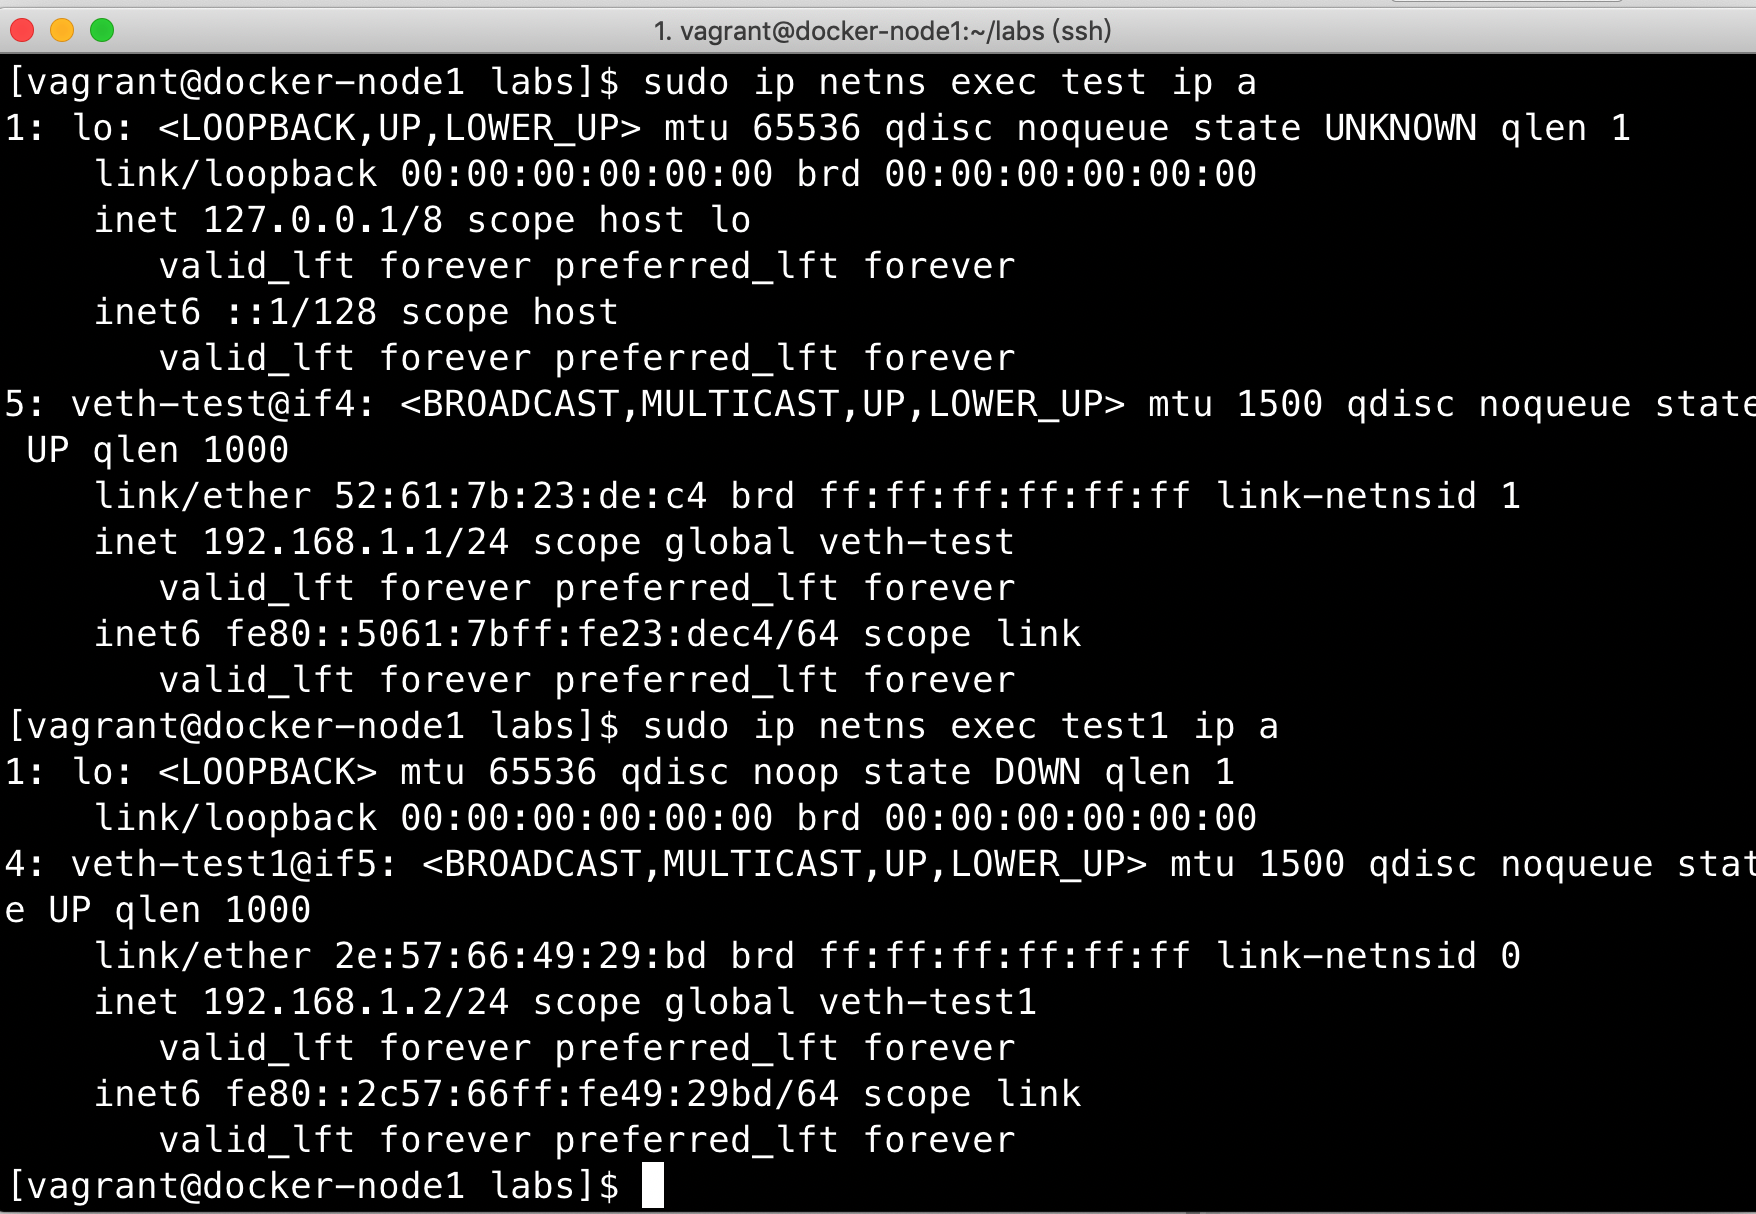 1. vagrant@docker-node1:~/labs (ssh)
[vagrant@docker-node1 labs]$ sudo ip netns exec test ip a
1: lo: <LOOPBACK,UP,LOWER_UP> mtu 65536 qdisc noqueue state UNKNOWN qlen 1
    link/loopback 00:00:00:00:00:00 brd 00:00:00:00:00:00
    inet 127.0.0.1/8 scope host lo
       valid_lft forever preferred_lft forever
    inet6 ::1/128 scope host
       valid_lft forever preferred_lft forever
5: veth-test@if4: <BROADCAST,MULTICAST,UP,LOWER_UP> mtu 1500 qdisc noqueue state
 UP qlen 1000
    link/ether 52:61:7b:23:de:c4 brd ff:ff:ff:ff:ff:ff link-netnsid 1
    inet 192.168.1.1/24 scope global veth-test
       valid_lft forever preferred_lft forever
    inet6 fe80::5061:7bff:fe23:dec4/64 scope link
       valid_lft forever preferred_lft forever
[vagrant@docker-node1 labs]$ sudo ip netns exec test1 ip a
1: lo: <LOOPBACK> mtu 65536 qdisc noop state DOWN qlen 1
    link/loopback 00:00:00:00:00:00 brd 00:00:00:00:00:00
4: veth-test1@if5: <BROADCAST,MULTICAST,UP,LOWER_UP> mtu 1500 qdisc noqueue stat
e UP qlen 1000
    link/ether 2e:57:66:49:29:bd brd ff:ff:ff:ff:ff:ff link-netnsid 0
    inet 192.168.1.2/24 scope global veth-test1
       valid_lft forever preferred_lft forever
    inet6 fe80::2c57:66ff:fe49:29bd/64 scope link
       valid_lft forever preferred_lft forever
[vagrant@docker-node1 labs]$